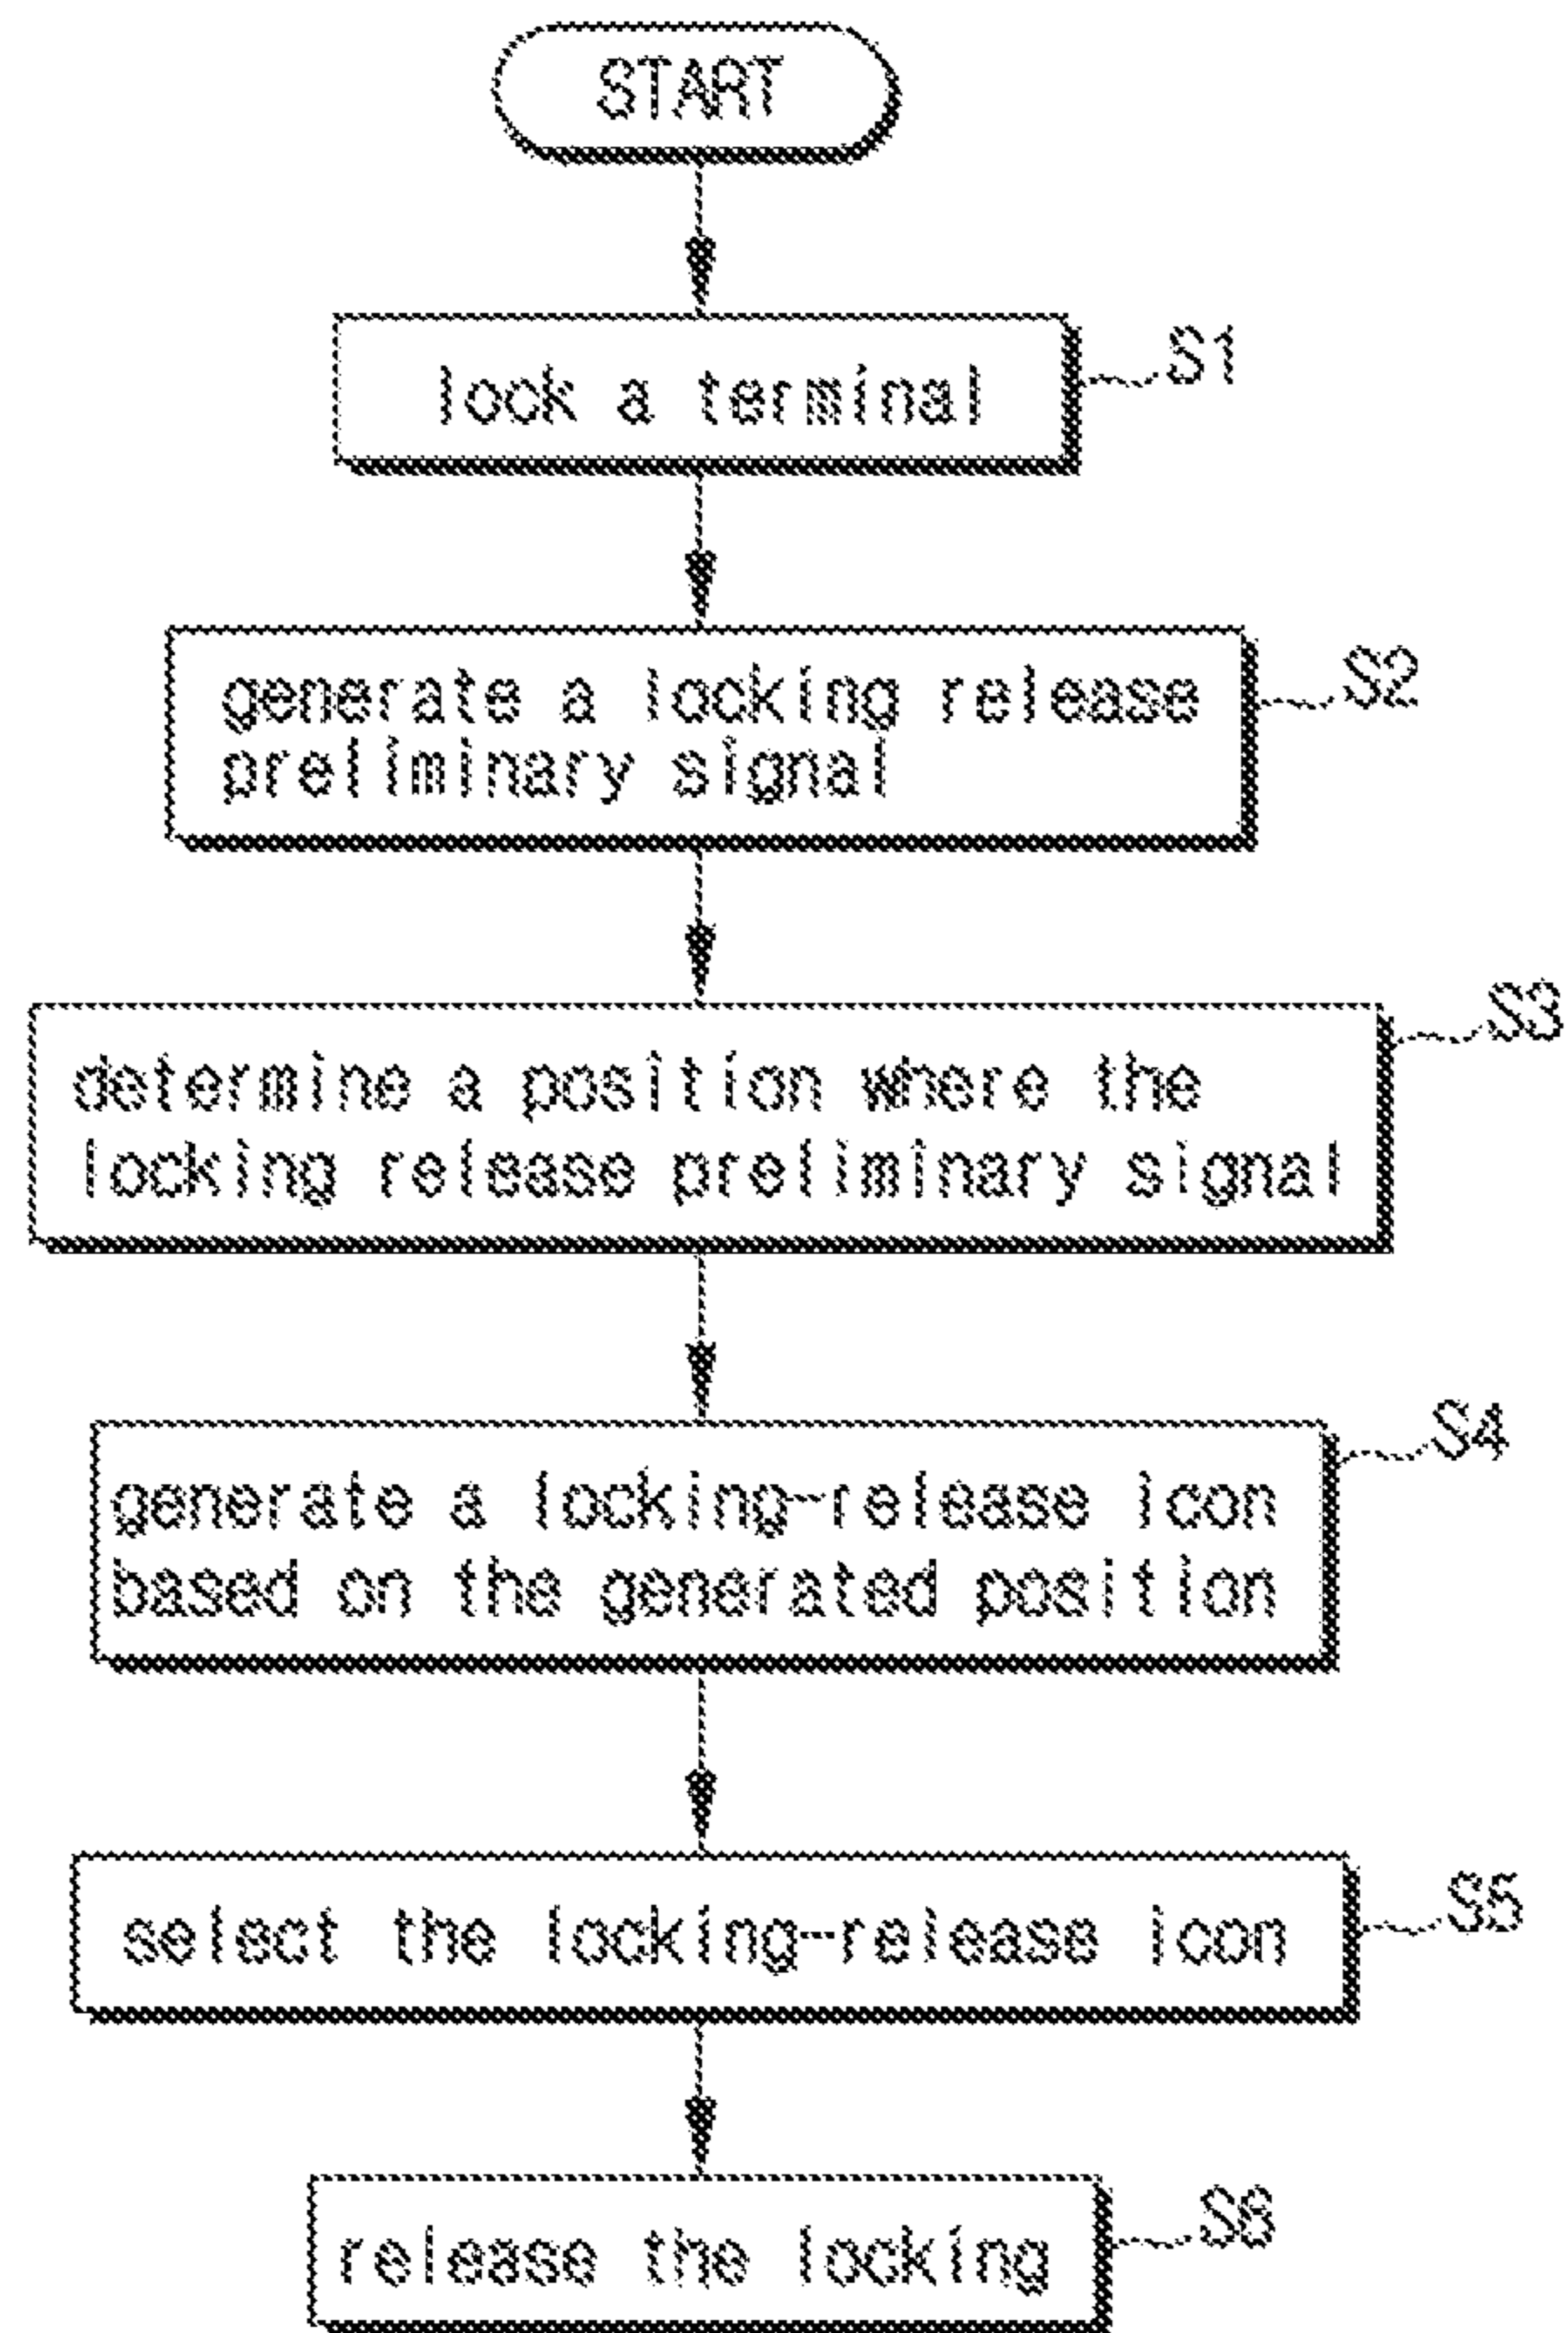 START
lock a terminal
S1
generate a locking release
preliminary signal
S2
determine a position where the
locking release preliminary signal
S3
generate a locking-release icon
based on the generated position
S4
select the locking-release icon
S5
release the locking
S6